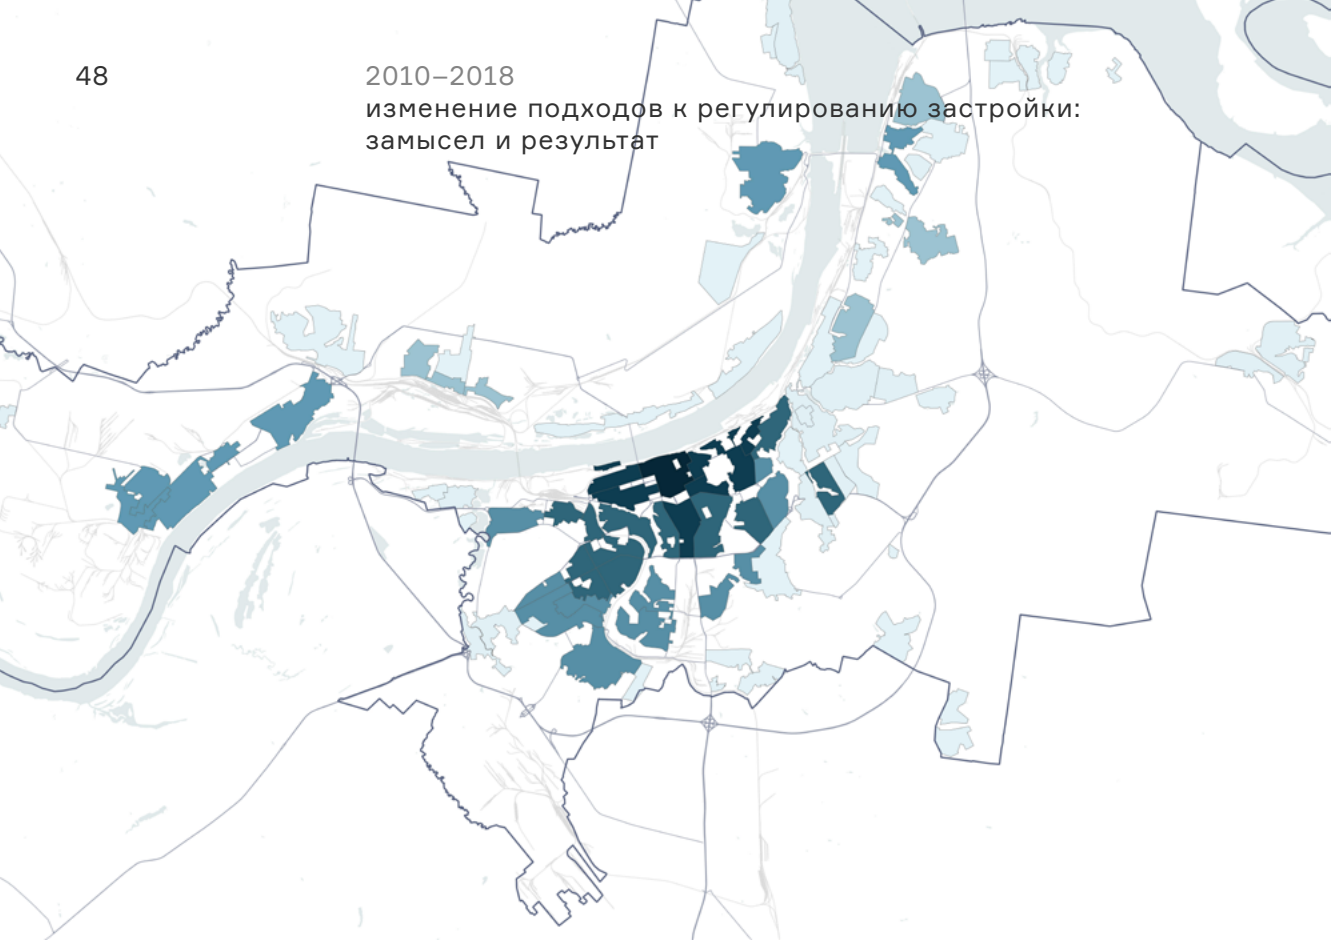 48
2010–2018
изменение подходов к регулированию застройки:
замысел и результат